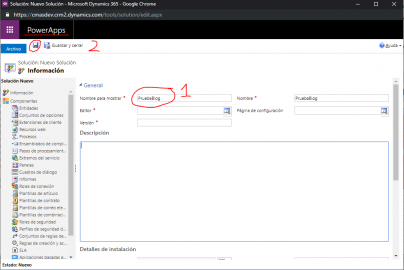 Solución: Nuevo Solución - Microsoft Dynamics 365 - Google Chrome
https://cmasdev.crm2.dynamics.com/tools/solution/edit.aspx
PowerApps
Archivo
Guardar y cerrar
2
Ayuda
Solución: Nuevo Solución
Información
Solución Nuevo
Información
Componentes
Entidades
Conjuntos de opciones
Extensiones de cliente
Recursos web
Procesos
Ensamblados de compli...
Pasos de procesamien...
Extremos del servicio
Paneles
Cuadros de diálogo
Informes
Roles de conexión
Plantillas de artículo
Plantillas de contrato
Plantillas de correo ele...
Plantillas de combinaci...
Roles de seguridad
Perfiles de seguridad d...
Conjuntos de reglas de...
Reglas de creación y ac...
SLA
Aplicaciones basadas e...
General
1
Nombre para mostrar *
PruebaBlog
Nombre *
PruebaBlog
Editor *
Página de configuración
Versión *
Descripción
Detalles de instalación
Estado: Nuevo